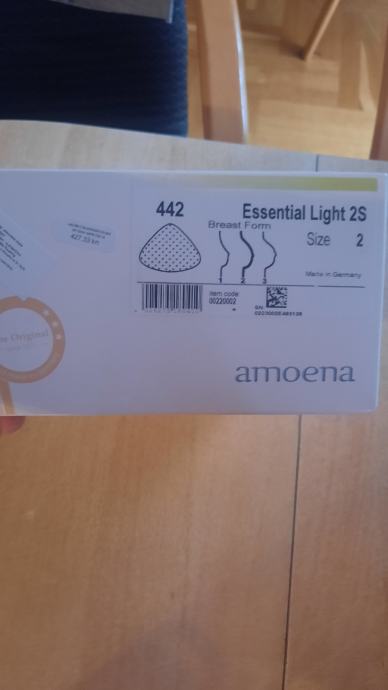 442
Essential Light 2S
Breast Form
Size 2
1 2 3
Made in Germany
Item code
00220002
SN
427.33 kn
Original
amoena